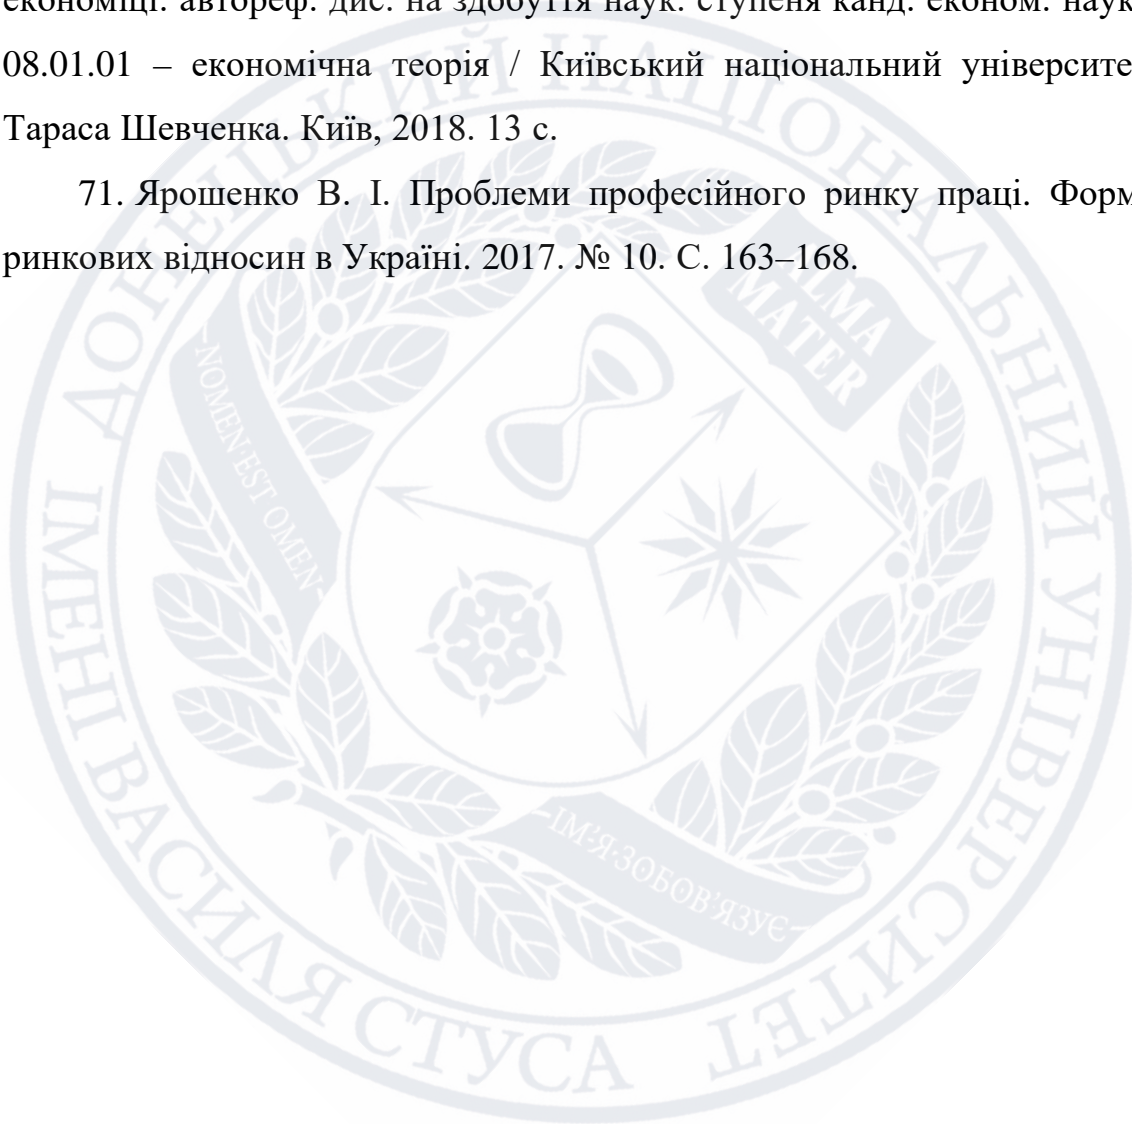 економіці. автореф. дис. на здобуття наук. ступеня канд. економ. наук
08.01.01 – економічна теорія / Київський національний університе
Тараса Шевченка. Київ, 2018. 13 с.
71. Ярошенко В. І. Проблеми професійного ринку праці. Форм
ринкових відносин в Україні. 2017. № 10. С. 163–168.
ДОНЕЦЬКИЙ НАЦІОНАЛЬНИЙ УНІВЕРСИТЕТ
ІМЕНІ ВАСИЛЯ СТУСА
ALMA
MATER
NOMEN·EST·OMEN
ІМ'Я·ЗОБОВ'ЯЗУЄ